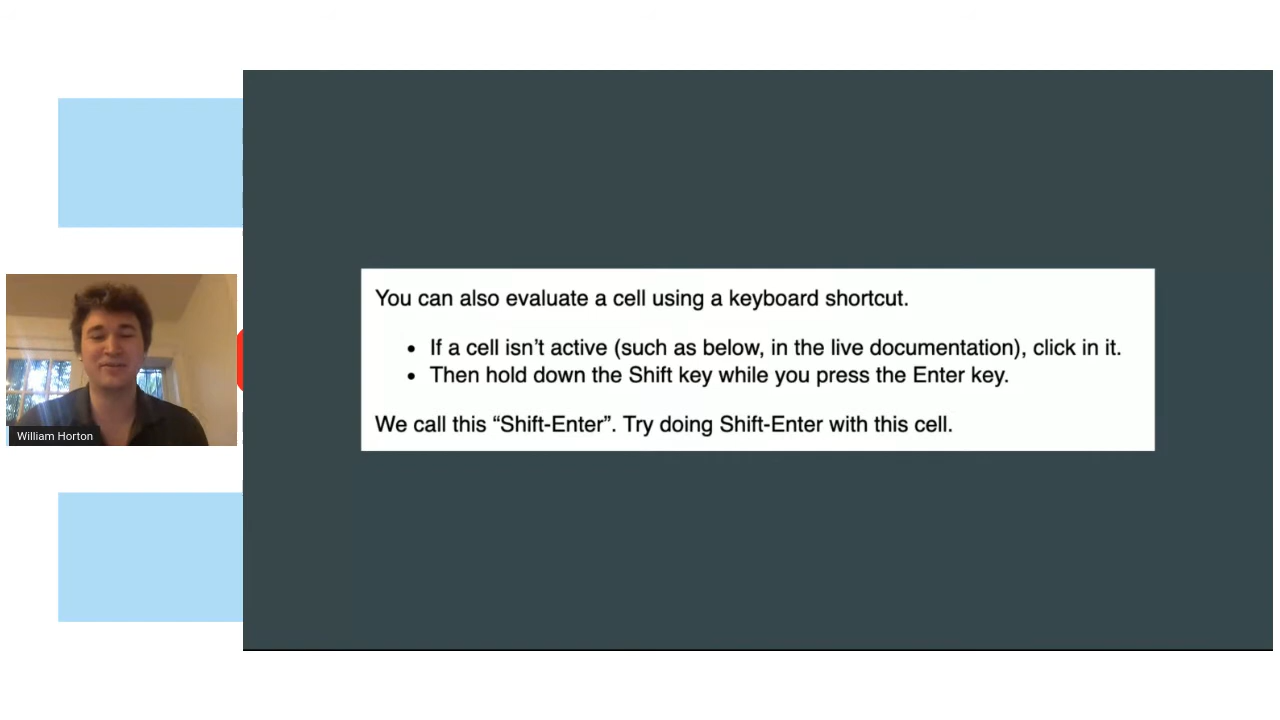 You can also evaluate a cell using a keyboard shortcut.
• If a cell isn’t active (such as below, in the live documentation), click in it.
• Then hold down the Shift key while you press the Enter key.
We call this “Shift-Enter”. Try doing Shift-Enter with this cell.
William Horton